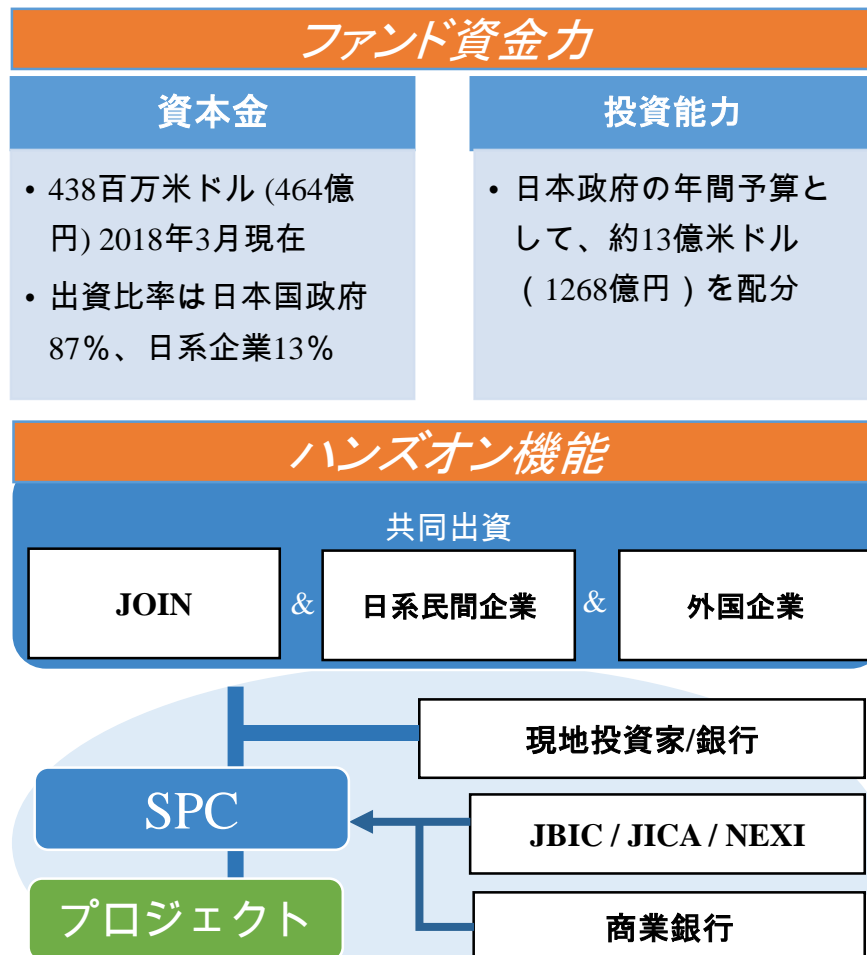 ファンド資金力
資本金
• 438百万米ドル (464億
円) 2018年3月現在
• 出資比率は日本国政府
87%、日系企業13%
投資能力
• 日本政府の年間予算と
して、約13億米ドル
(1268億円)を配分
ハンズオン機能
共同出資
JOIN & 日系民間企業 & 外国企業
現地投資家/銀行
SPC
JBIC / JICA / NEXI
プロジェクト
商業銀行